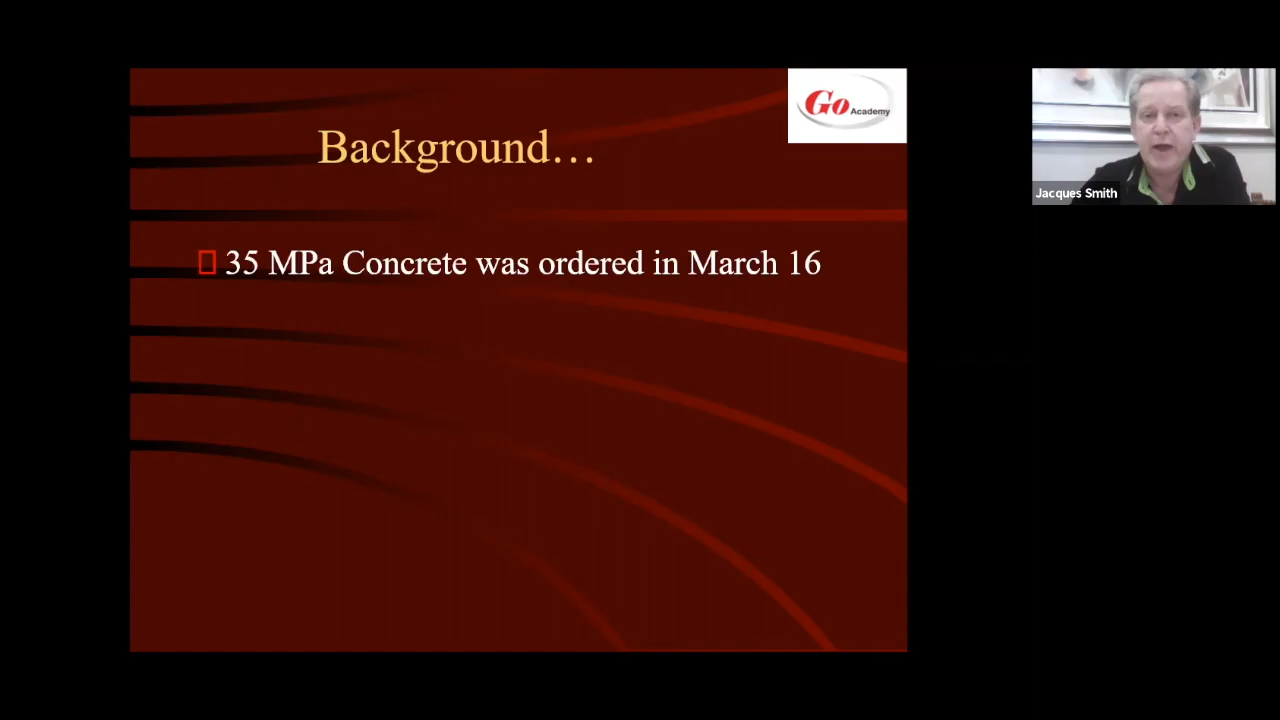 Go Academy
Background…
35 MPa Concrete was ordered in March 16
Jacques Smith